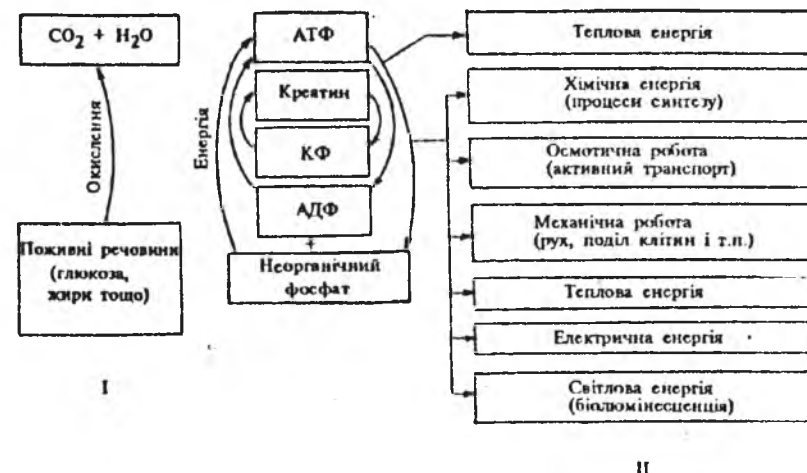 CO₂ + H₂O
Окислення
Поживні речовини
(глюкоза,
жири тощо)
I
Енергія
АТФ
Креатин
КФ
АДФ
+
Неорганічний
фосфат
Теплова енергія
Хімічна енергія
(процеси синтезу)
Осмотична робота
(активний транспорт)
Механічна робота
(рух, поділ клітин і т.п.)
Теплова енергія
Електрична енергія
Світлова енергія
(біолюмінесценція)
II